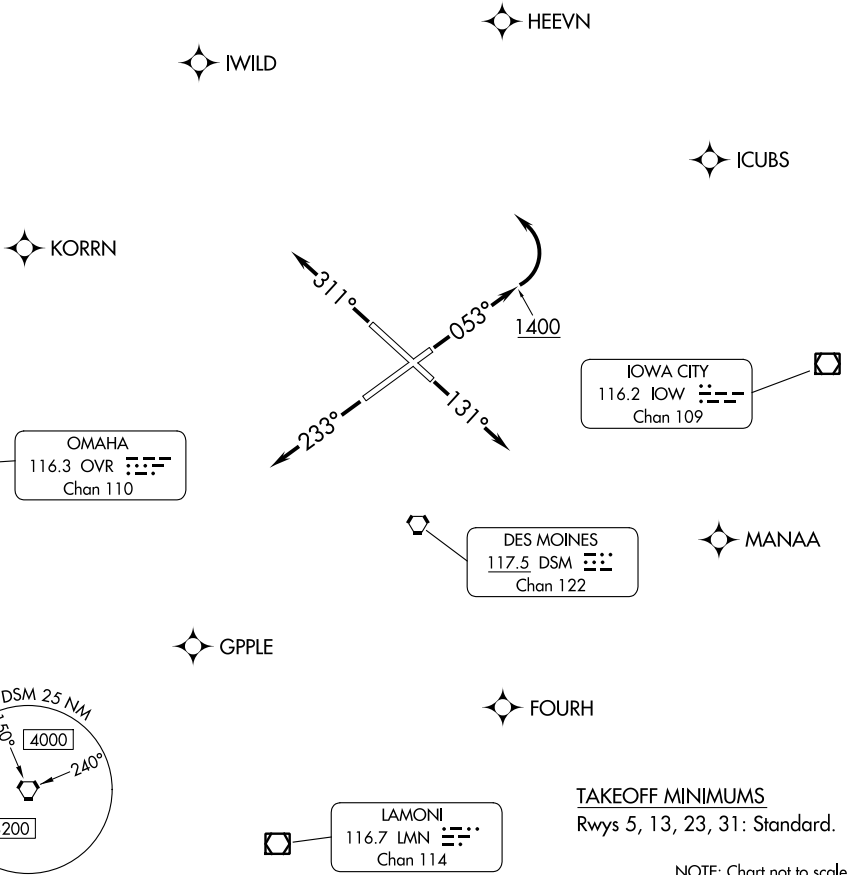 HEEVN
IWILD
ICUBS
KORRN
311°
053°
1400
IOWA CITY
116.2 IOW
Chan 109
233°
131°
OMAHA
116.3 OVR
Chan 110
DES MOINES
117.5 DSM
Chan 122
MANAA
GPPLE
DSM 25 NM
150°
4000
240°
200
FOURH
LAMONI
116.7 LMN
Chan 114
TAKEOFF MINIMUMS
Rwys 5, 13, 23, 31: Standard.
NOTE: Chart not to scale